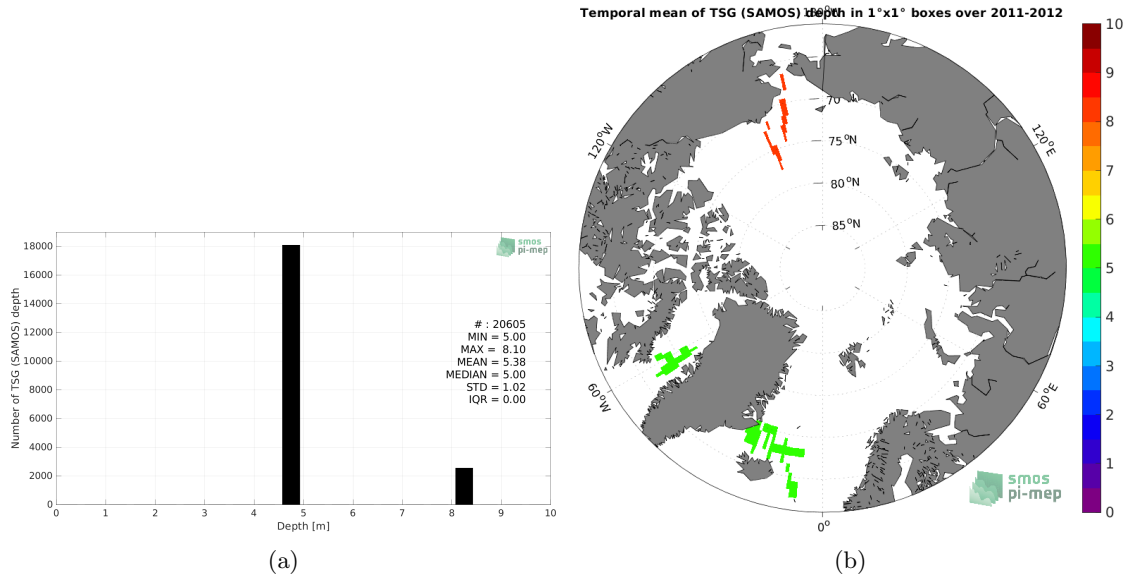 Temporal mean of TSG (SAMOS) depth in 1°x1° boxes over 2011-2012
120°W
70
75°N
80°N
85°N
120°E
60°W
60°E
0°
10
9
8
7
6
5
4
3
2
1
0
smos
pi-mep
18000
16000
14000
12000
10000
8000
6000
4000
2000
0
Number of TSG (SAMOS) depth
smos
pi-mep
# : 20605
MIN = 5.00
MAX = 8.10
MEAN = 5.38
MEDIAN = 5.00
STD = 1.02
IQR = 0.00
0 1 2 3 4 5 6 7 8 9 10
Depth [m]
(a)
(b)